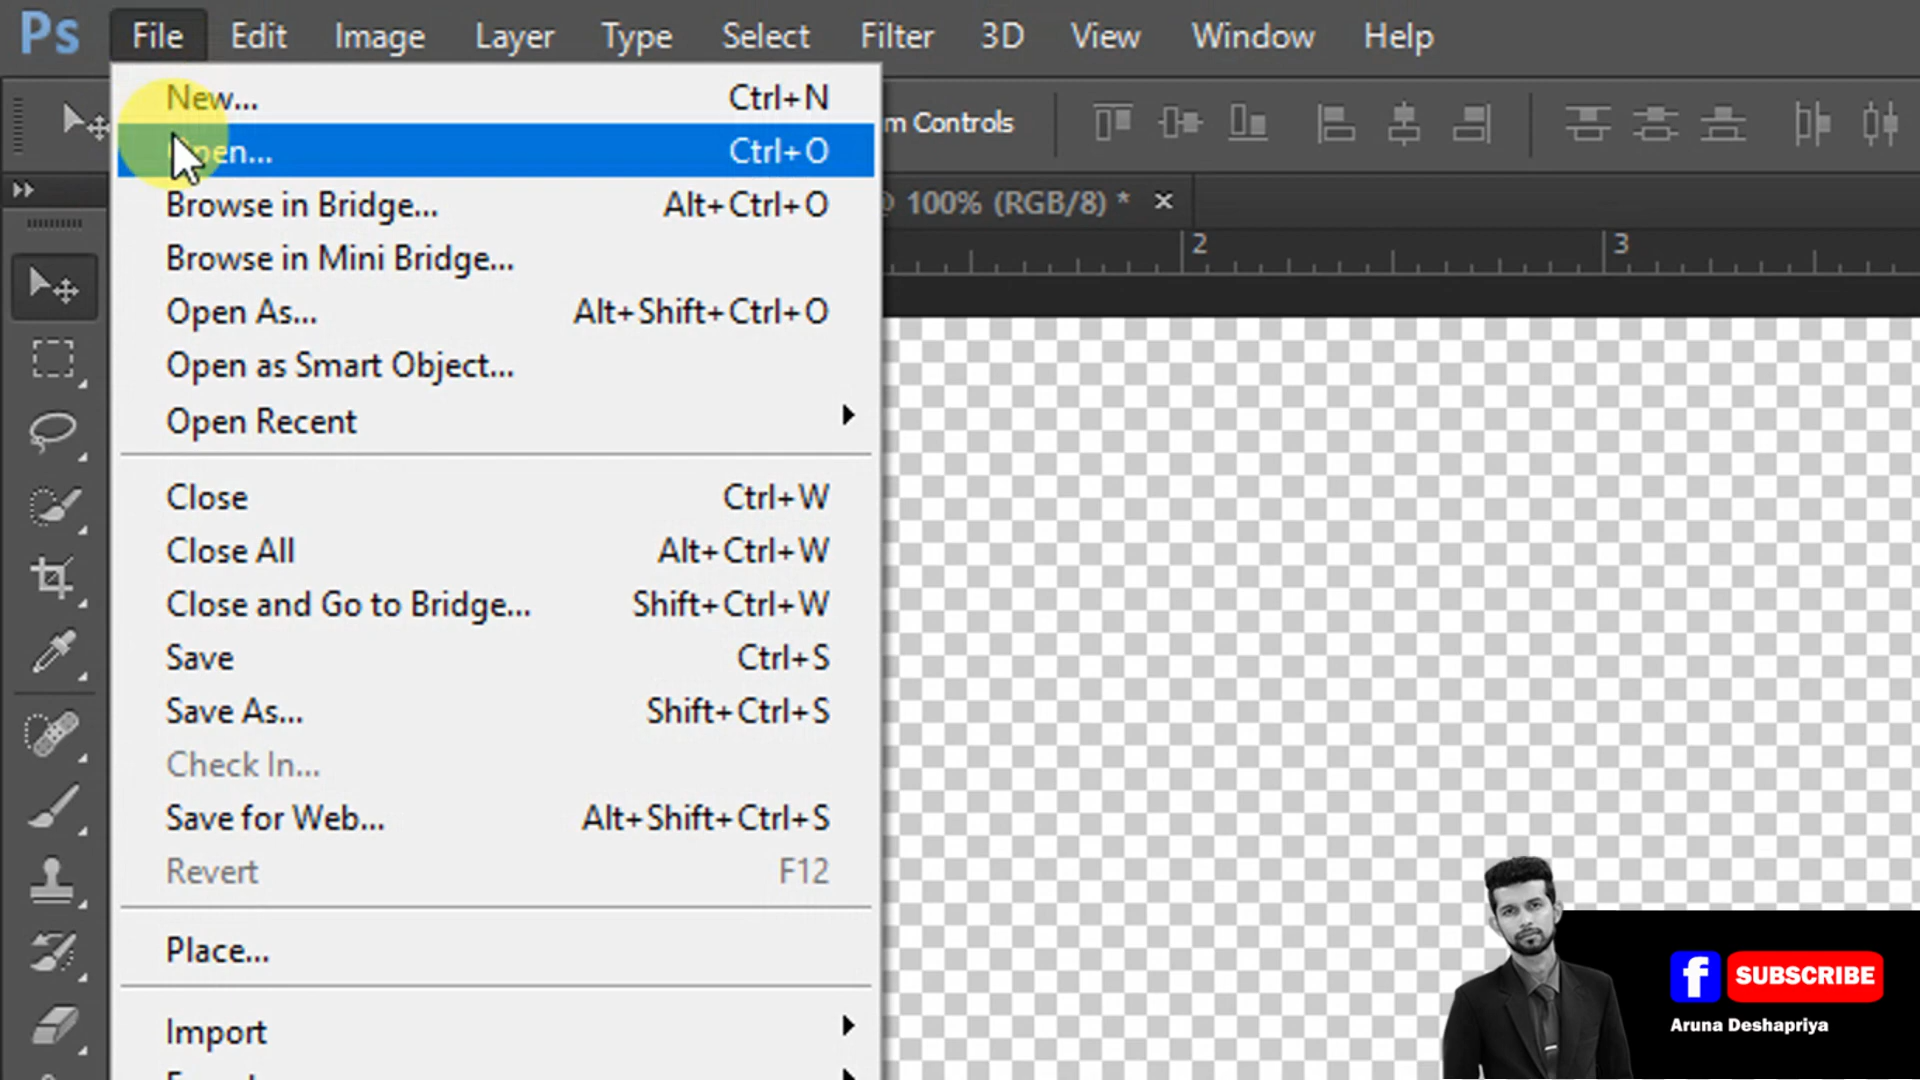 Ps File Edit Image Layer Type Select Filter 3D View Window Help
New... Ctrl+N
m Controls
Open... Ctrl+O
Browse in Bridge... Alt+Ctrl+O
@ 100% (RGB/8) * ×
Browse in Mini Bridge...
2 3
Open As... Alt+Shift+Ctrl+O
Open as Smart Object...
Open Recent
Close Ctrl+W
Close All Alt+Ctrl+W
Close and Go to Bridge... Shift+Ctrl+W
Save Ctrl+S
Save As... Shift+Ctrl+S
Check In...
Save for Web... Alt+Shift+Ctrl+S
Revert F12
Place...
Import
f SUBSCRIBE
Aruna Deshapriya